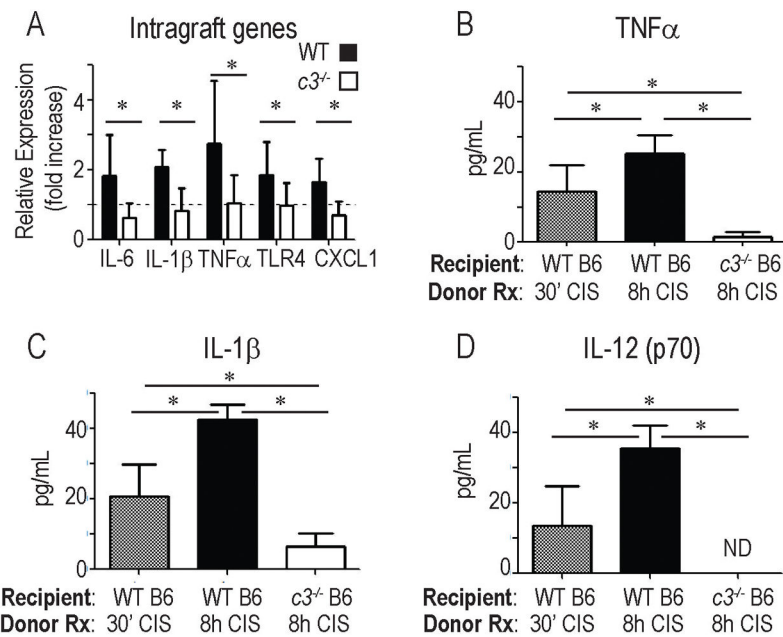 A Intragraft genes
WT
c3-/-
Relative Expression
(fold increase)
4
2
0
* * * * *
IL-6 IL-1β TNFα TLR4 CXCL1
B TNFα
pg/mL
40
20
0
*
* *
Recipient: WT B6 WT B6 c3-/- B6
Donor Rx: 30' CIS 8h CIS 8h CIS
C IL-1β
pg/mL
40
20
0
*
* *
Recipient: WT B6 WT B6 c3-/- B6
Donor Rx: 30' CIS 8h CIS 8h CIS
D IL-12 (p70)
pg/mL
40
20
0
*
* *
ND
Recipient: WT B6 WT B6 c3-/- B6
Donor Rx: 30' CIS 8h CIS 8h CIS